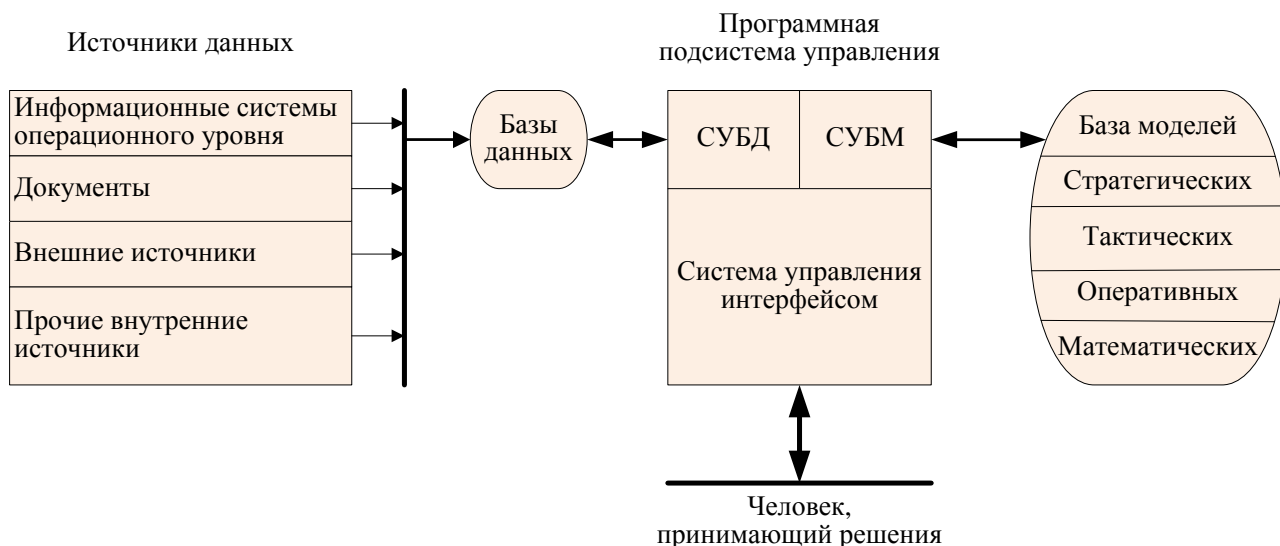 Источники данных
Программная
подсистема управления
Информационные системы
операционного уровня
Документы
Внешние источники
Прочие внутренние
источники
Базы
данных
СУБД
СУБМ
Система управления
интерфейсом
База моделей
Стратегических
Тактических
Оперативных
Математических
Человек,
принимающий решения